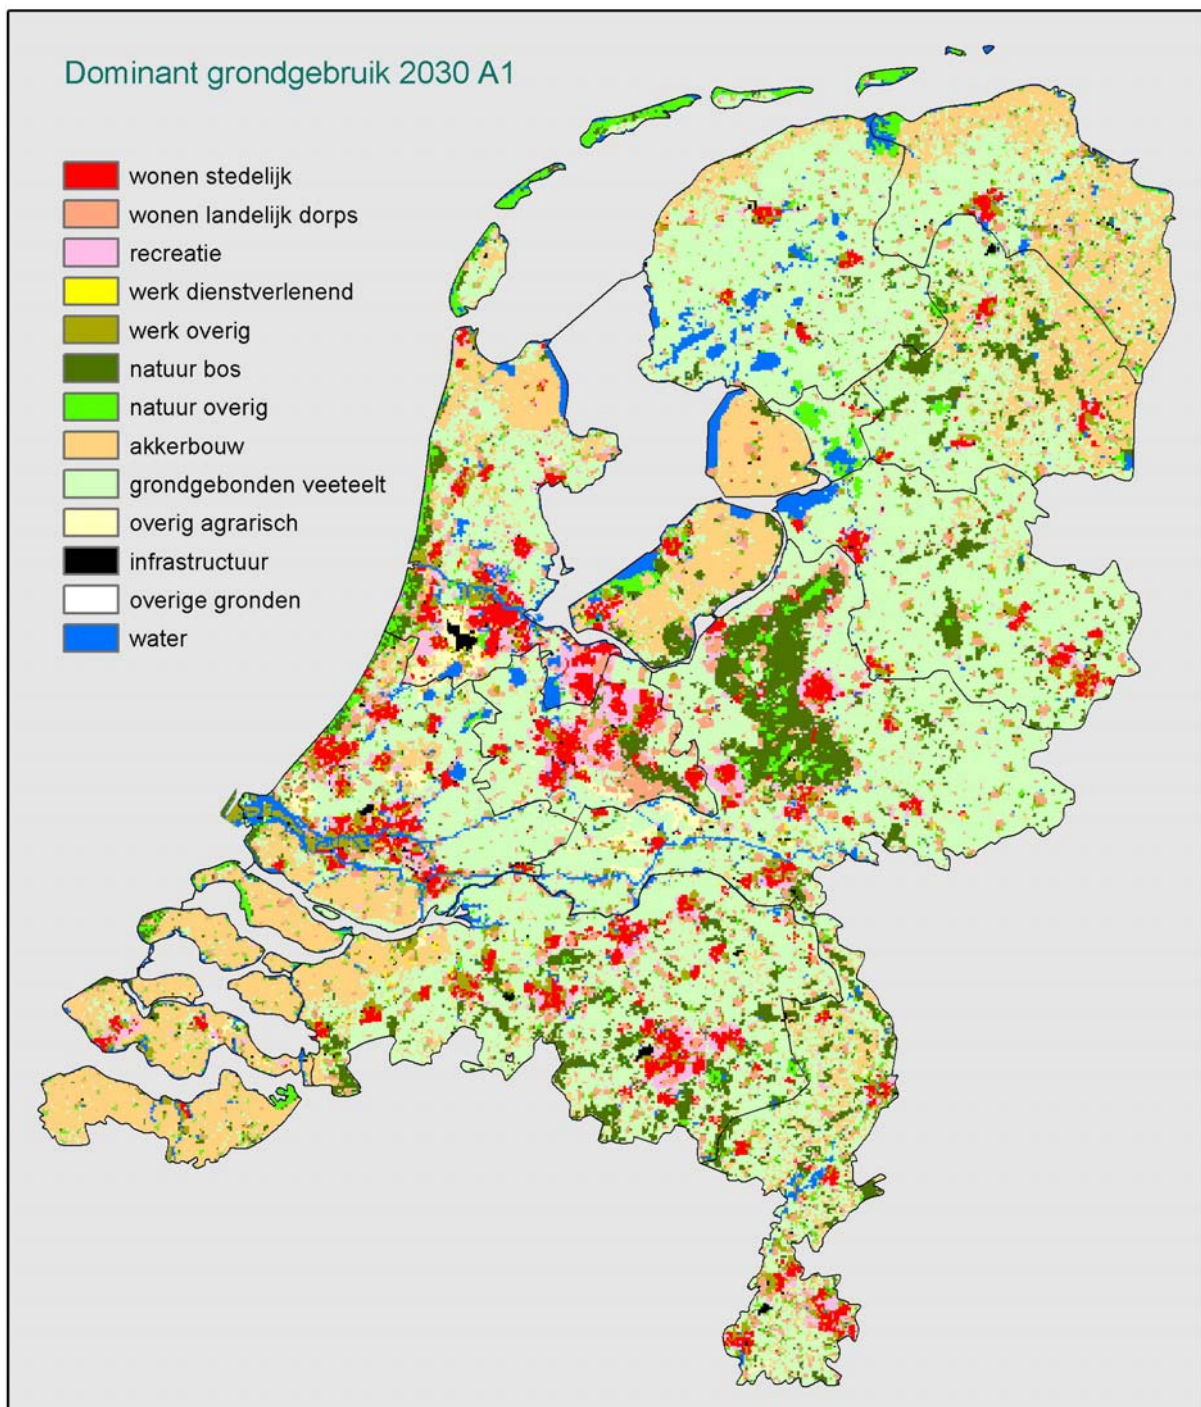 Dominant grondgebruik 2030 A1
wonen stedelijk
wonen landelijk dorps
recreatie
werk dienstverlenend
werk overig
natuur bos
natuur overig
akkerbouw
grondgebonden veeteelt
overig agrarisch
infrastructuur
overige gronden
water